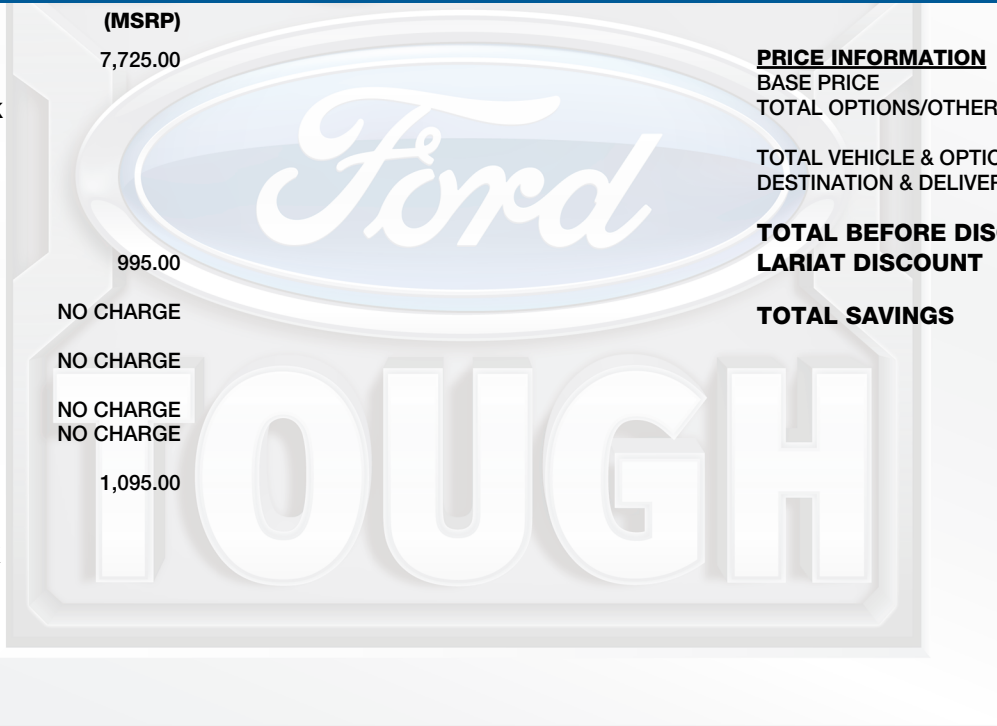 (MSRP)
7,725.00
995.00
NO CHARGE
NO CHARGE
NO CHARGE
NO CHARGE
1,095.00
PRICE INFORMATION
BASE PRICE
TOTAL OPTIONS/OTHER
TOTAL VEHICLE & OPTIO
DESTINATION & DELIVER
TOTAL BEFORE DIS
LARIAT DISCOUNT
TOTAL SAVINGS
Ford
TOUGH